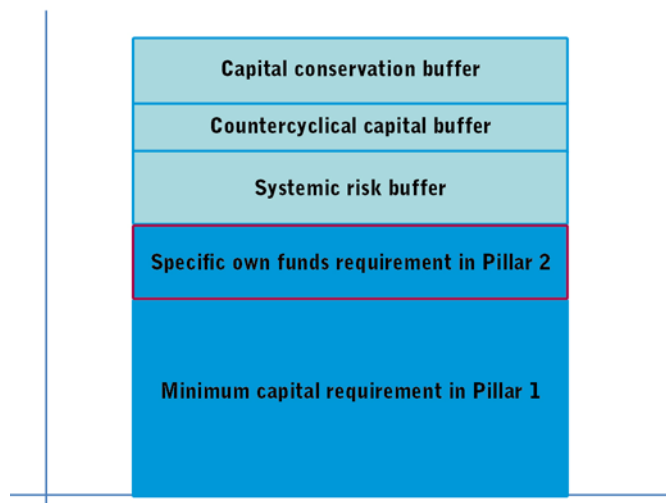 Capital conservation buffer
Countercyclical capital buffer
Systemic risk buffer
Specific own funds requirement in Pillar 2
Minimum capital requirement in Pillar 1